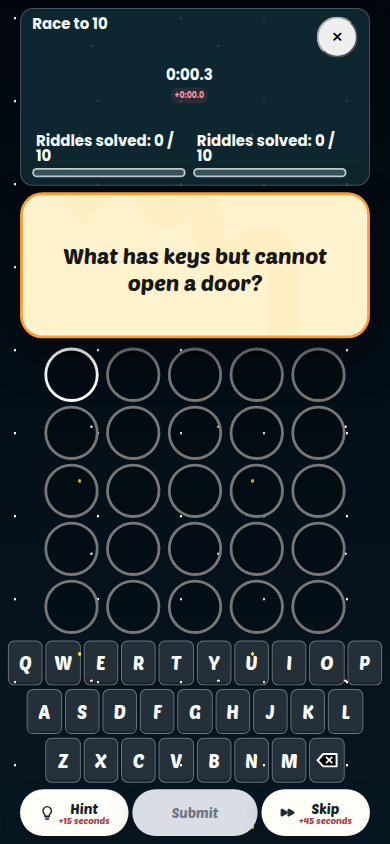 Race to 10
×
0:00.3
+0:00.0
Riddles solved: 0 /
10
Riddles solved: 0 /
10
What has keys but cannot
open a door?
Q W E R T Y U I O P
A S D F G H J K L
Z X C V B N M
Hint
+15 seconds
Submit
Skip
+45 seconds